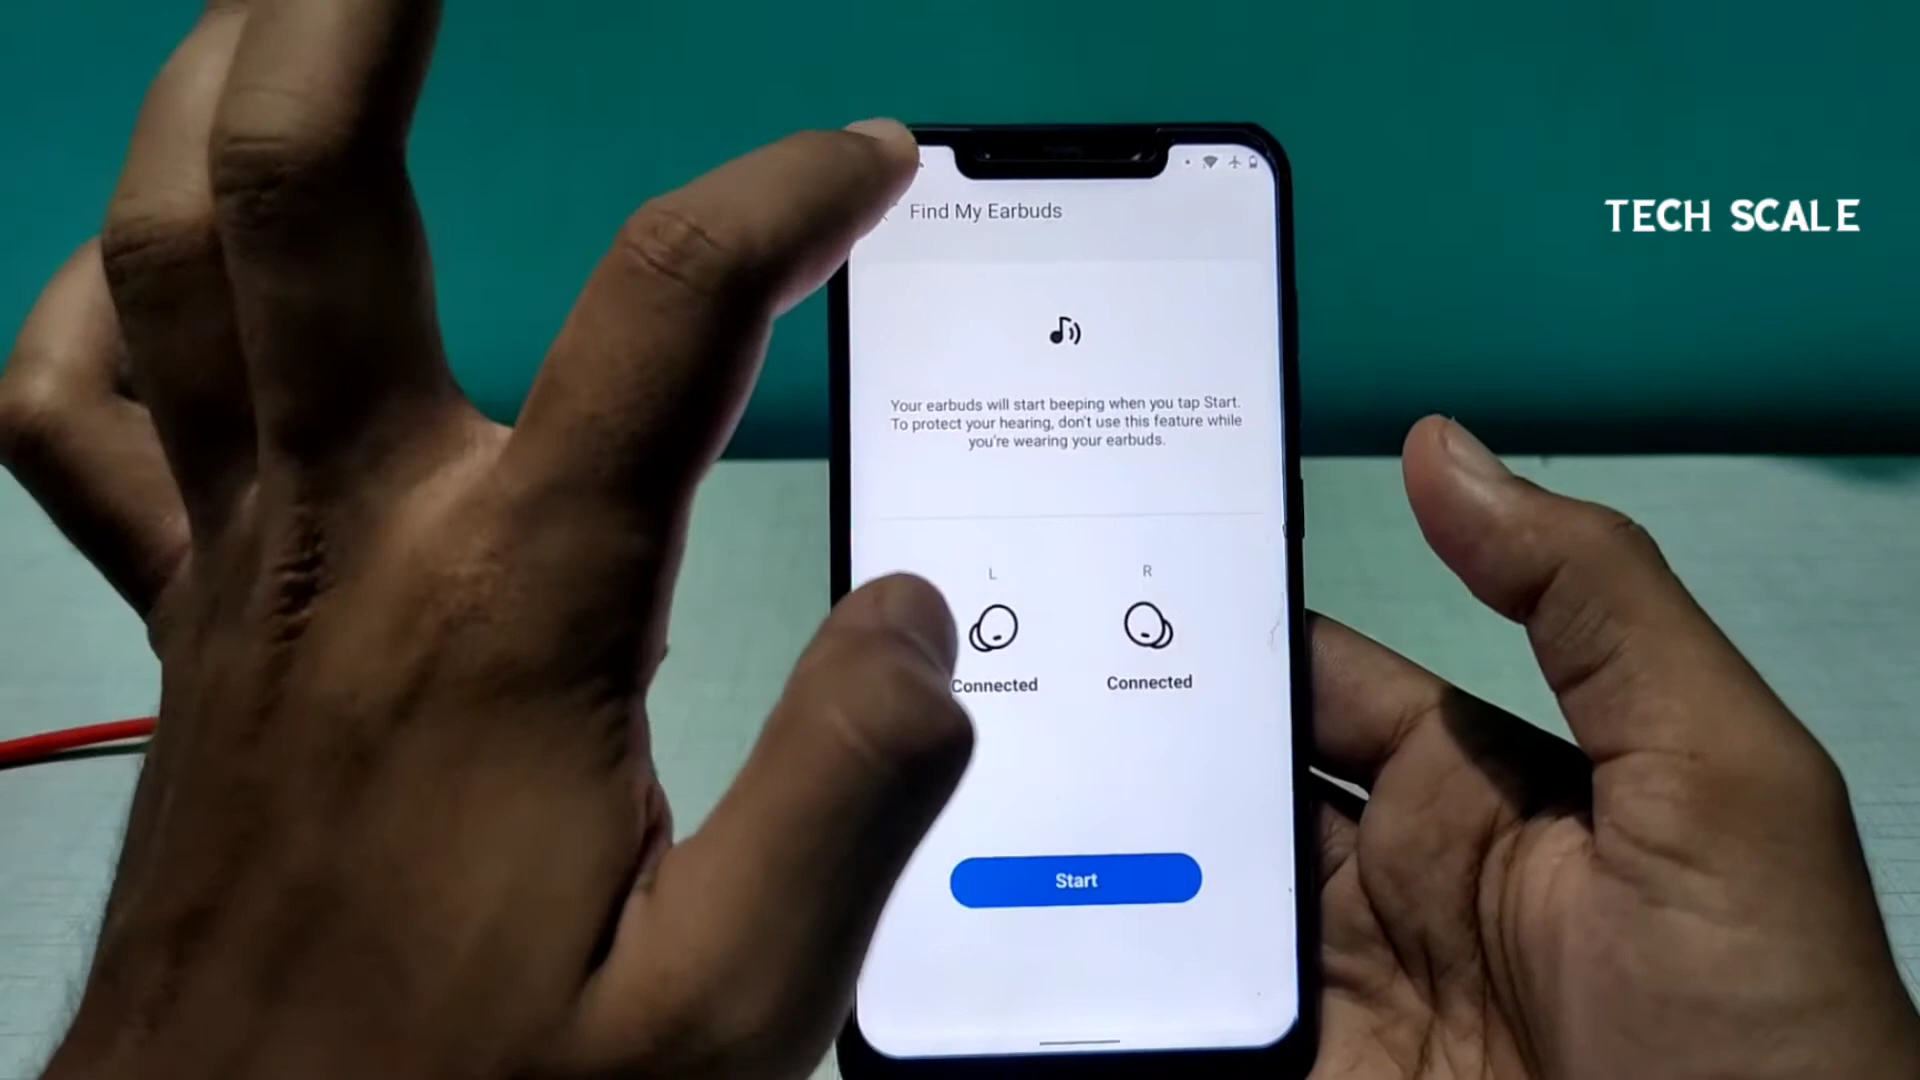 Find My Earbuds
TECH SCALE
Your earbuds will start beeping when you tap Start.
To protect your hearing, don't use this feature while
you're wearing your earbuds.
L
R
Connected
Connected
Start